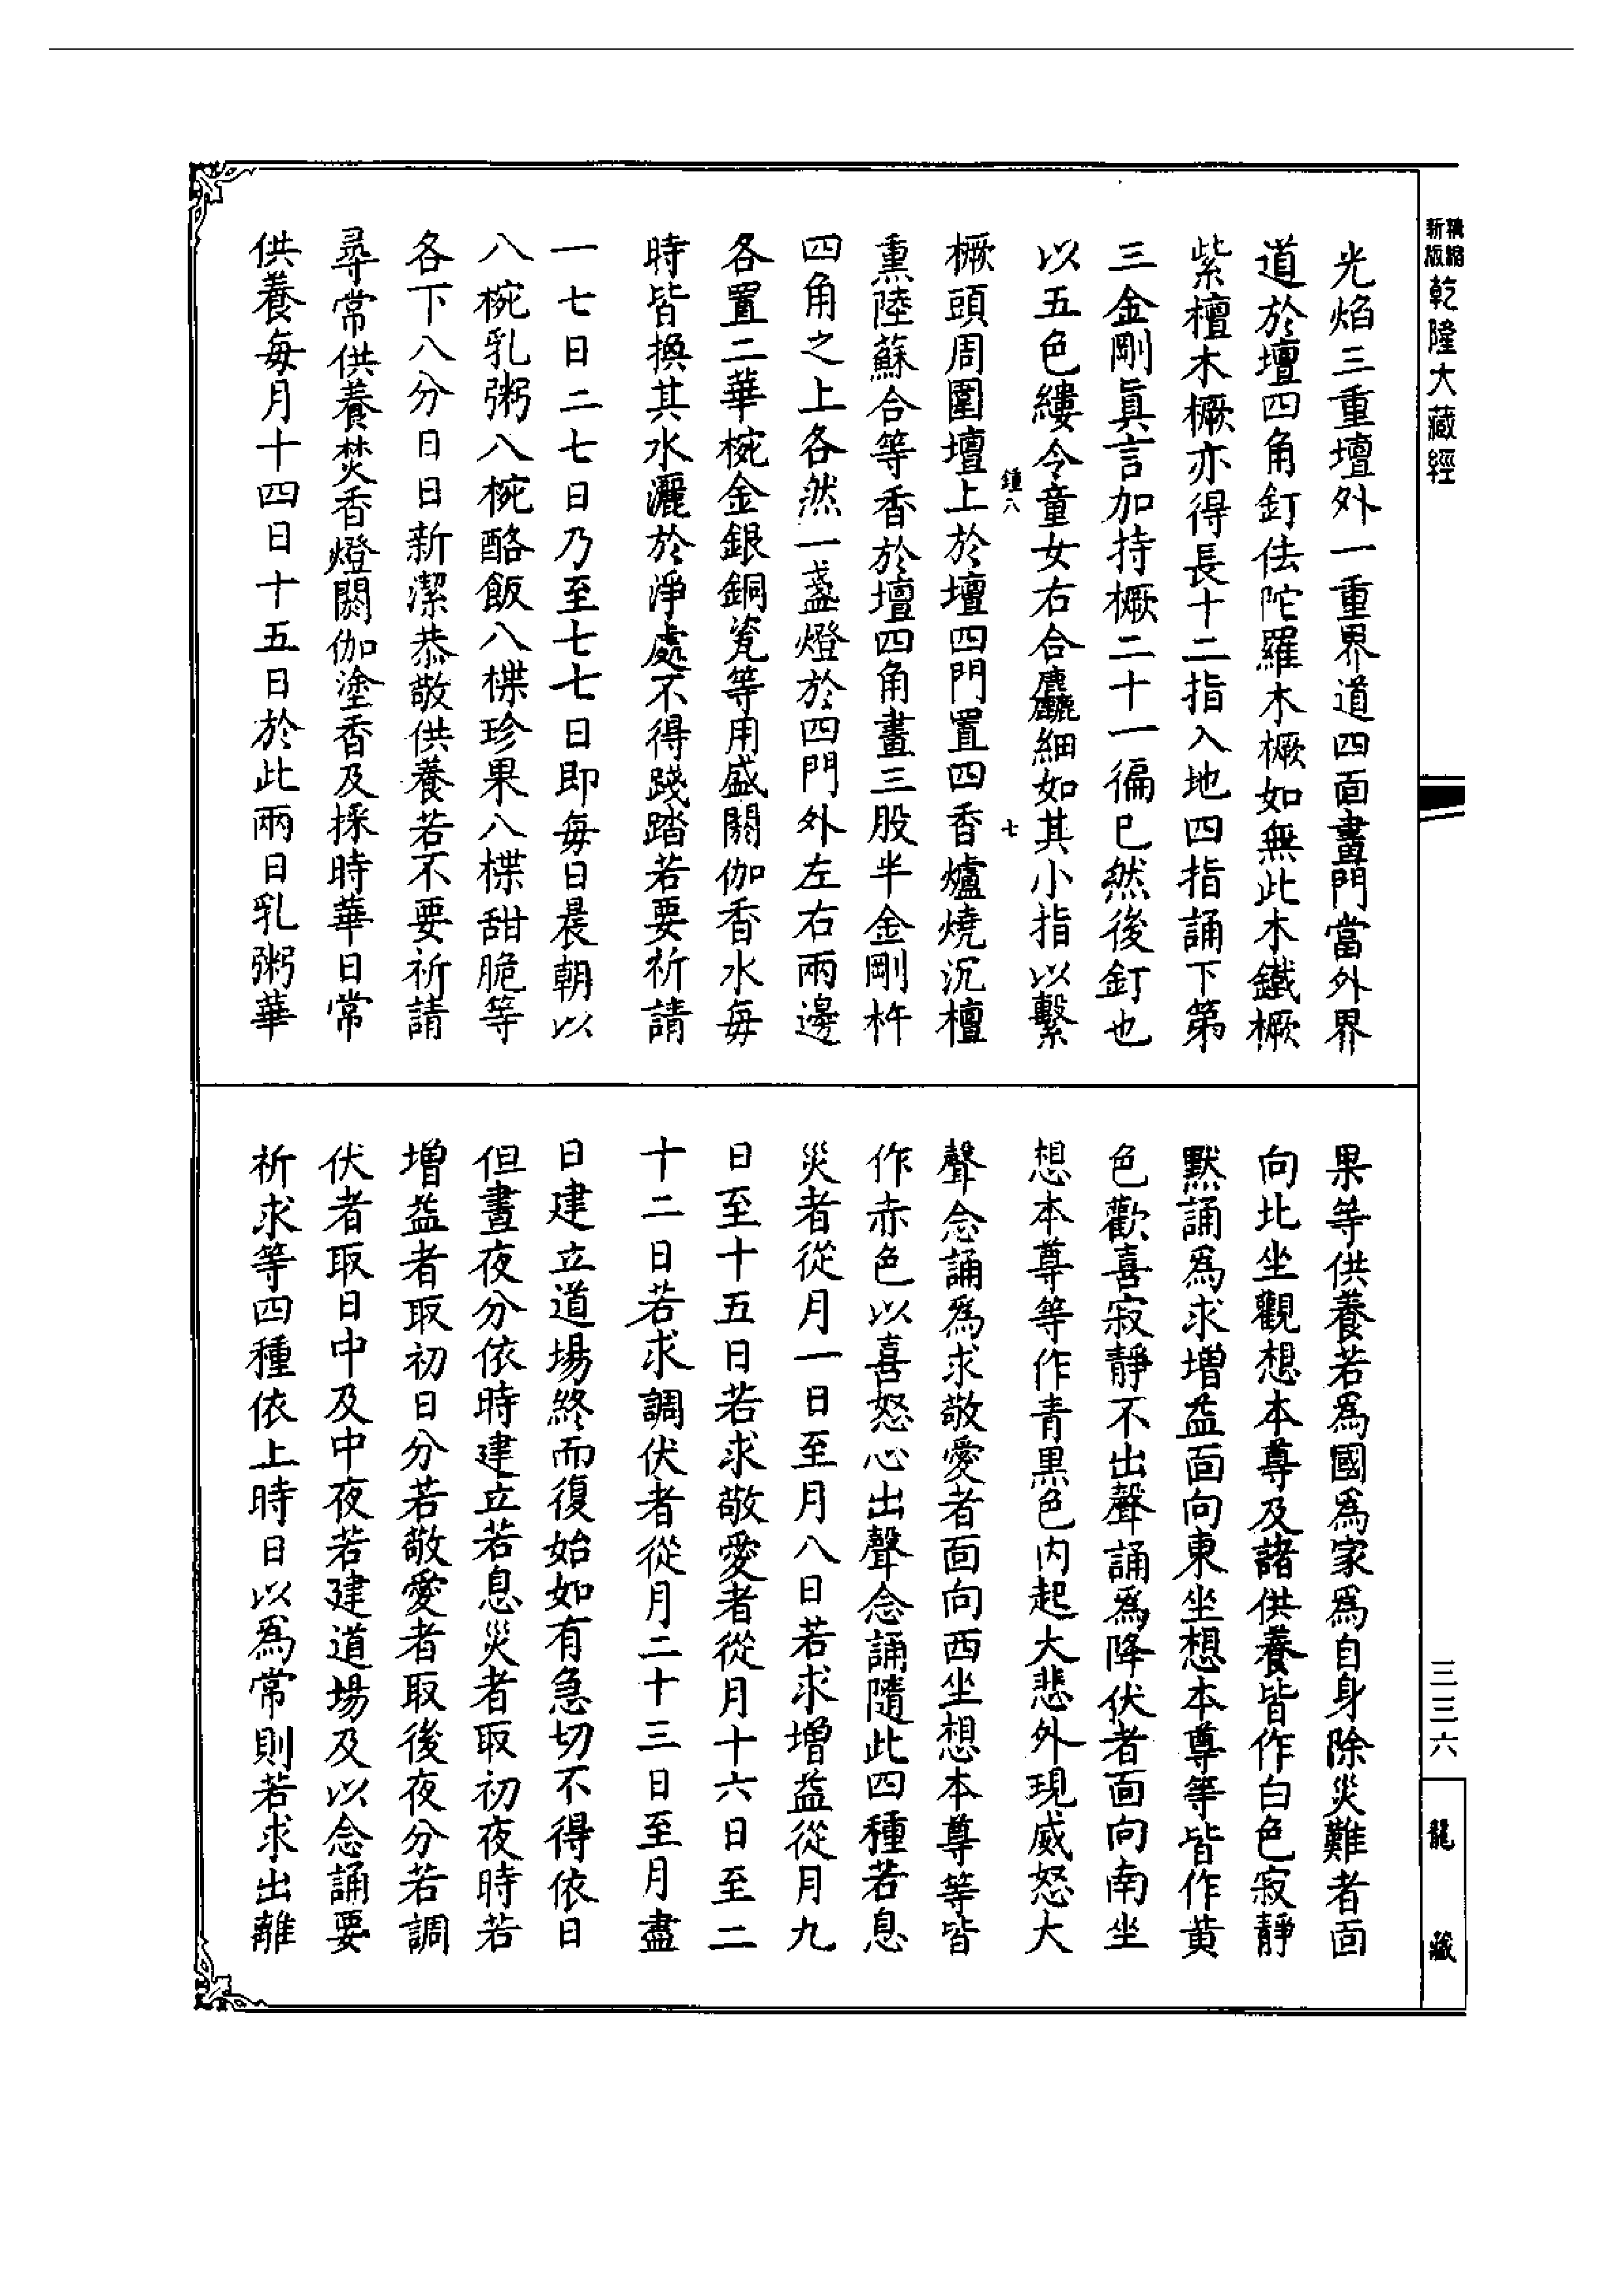 新版精縮
乾隆大藏經
三三六
龍藏
光焰三重壇外一重界道四面畫門當外界
道於壇四角釘佉陀羅木橛如無此木鐵橛
紫檀木橛亦得長十二指入地四指誦下第
三金剛眞言加持橛二十一徧已然後釘也
以五色縷令童女右合麤細如其小指以繫
鍾八
七
橛頭周圍壇上於壇四門置四香爐燒沉檀
熏陸蘇合等香於壇四角畫三股半金剛杵
四角之上各然一盞燈於四門外左右兩邊
各置二華椀金銀銅瓷等用盛閼伽香水每
時皆換其水灑於淨處不得踐踏若要祈請
一七日二七日乃至七七日即每日晨朝以
八椀乳粥八椀酪飯八楪珍果八楪甜脆等
各下八分日日新潔恭敬供養若不要祈請
尋常供養焚香燈閼伽塗香及採時華日常
供養每月十四日十五日於此兩日乳粥華
果等供養若為國為家為自身除災難者面
向北坐觀想本尊及諸供養皆作白色寂靜
默誦為求增益面向東坐想本尊等皆作黃
色歡喜寂靜不出聲誦為降伏者面向南坐
想本尊等作青黑色內起大悲外現威怒大
聲念誦為求敬愛者面向西坐想本尊等皆
作赤色以喜怒心出聲念誦隨此四種若息
災者從月一日至月八日若求增益從月九
日至十五日若求敬愛者從月十六日至二
十二日若求調伏者從月二十三日至月盡
日建立道場終而復始如有急切不得依日
但晝夜分依時建立若息災者取初夜時若
增益者取初日分若敬愛者取後夜分若調
伏者取日中及中夜若建道場及以念誦要
祈求等四種依上時日以為常則若求出離